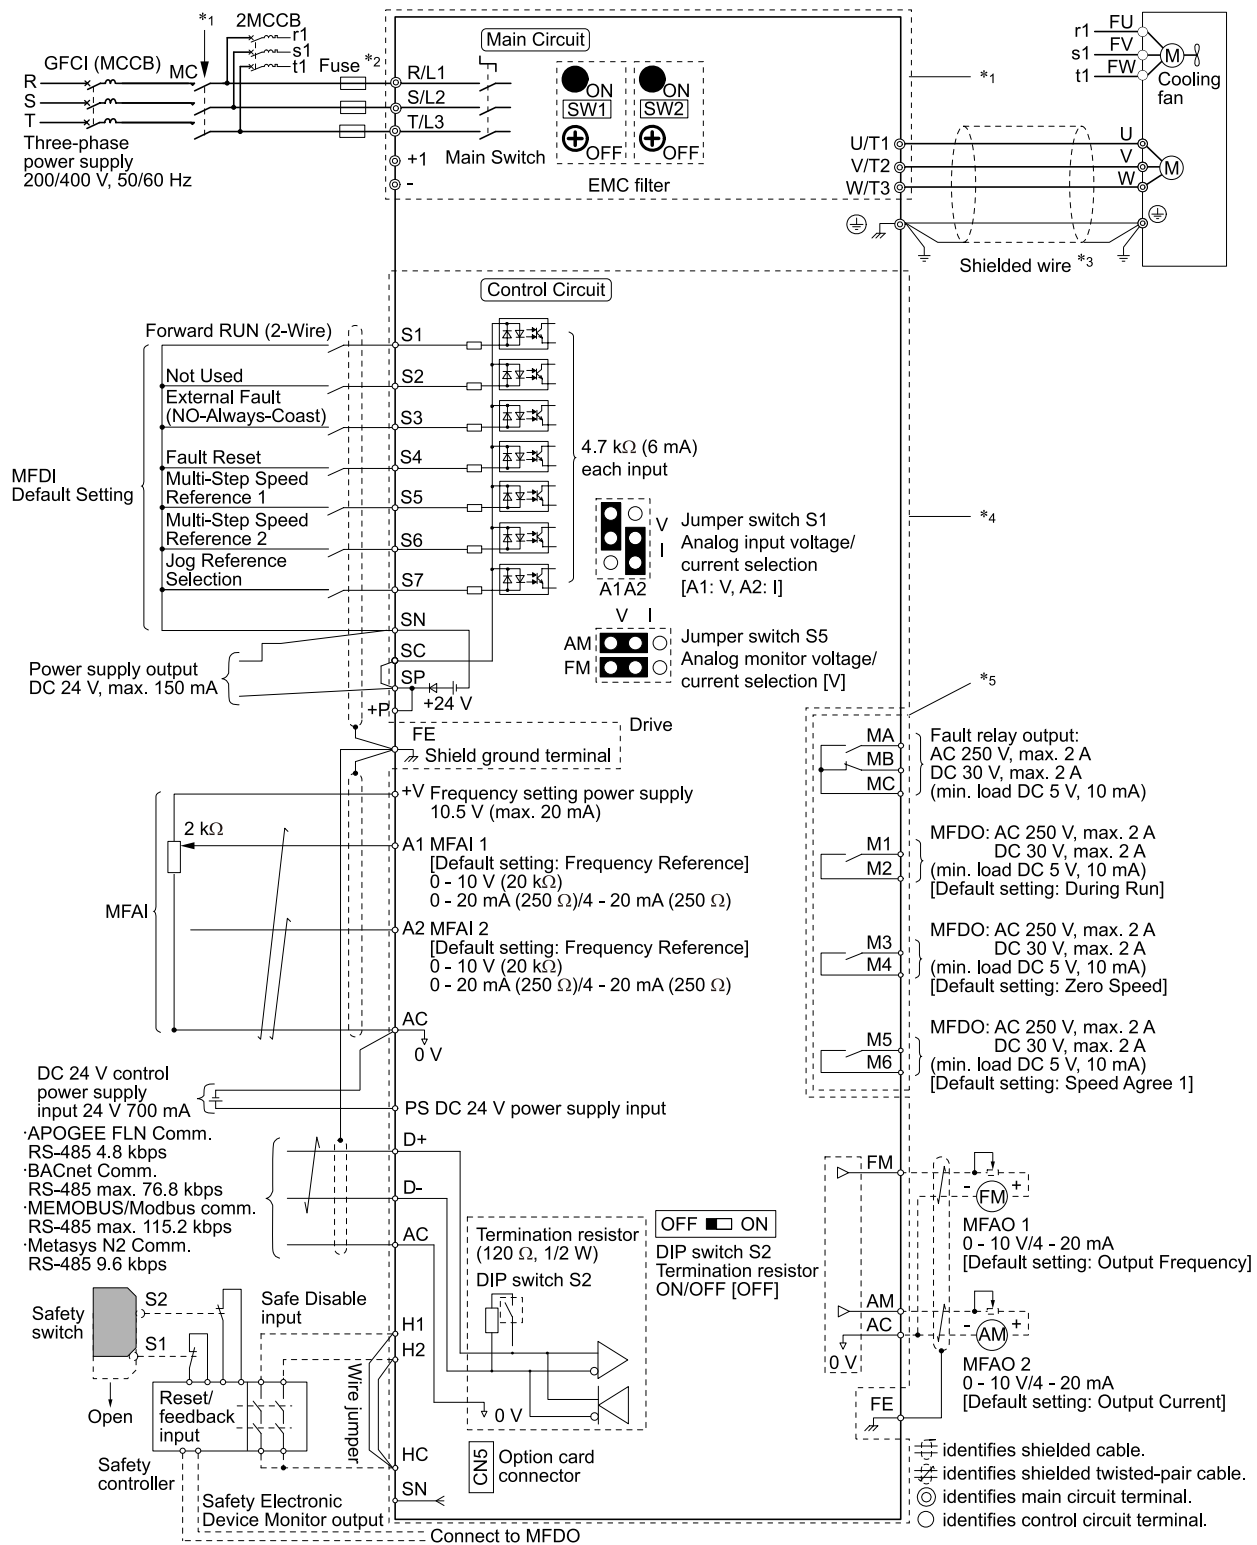 *1
2MCCB
r1
s1
t1
GFCI (MCCB)
MC
Fuse *2
R
S
T
Three-phase
power supply
200/400 V, 50/60 Hz
Main Circuit
R/L1
S/L2
T/L3
+1
-
Main Switch
ON
SW1
OFF
ON
SW2
OFF
EMC filter
*1
r1
s1
t1
FU
FV
FW
M
Cooling
fan
U/T1
V/T2
W/T3
U
V
W
M
Shielded wire *3
Control Circuit
MFDI
Default Setting
Forward RUN (2-Wire)
S1
Not Used
S2
External Fault
(NO-Always-Coast)
S3
Fault Reset
S4
Multi-Step Speed
Reference 1
S5
Multi-Step Speed
Reference 2
S6
Jog Reference
Selection
S7
SN
SC
SP
+P
+24 V
Power supply output
DC 24 V, max. 150 mA
4.7 kΩ (6 mA)
each input
V
I
A1 A2
Jumper switch S1
Analog input voltage/
current selection
[A1: V, A2: I]
V I
AM
FM
Jumper switch S5
Analog monitor voltage/
current selection [V]
*4
*5
Drive
FE
Shield ground terminal
MFAI
2 kΩ
+V Frequency setting power supply
10.5 V (max. 20 mA)
A1 MFAI 1
[Default setting: Frequency Reference]
0 - 10 V (20 kΩ)
0 - 20 mA (250 Ω)/4 - 20 mA (250 Ω)
A2 MFAI 2
[Default setting: Frequency Reference]
0 - 10 V (20 kΩ)
0 - 20 mA (250 Ω)/4 - 20 mA (250 Ω)
AC
0 V
MA
MB
MC
Fault relay output:
AC 250 V, max. 2 A
DC 30 V, max. 2 A
(min. load DC 5 V, 10 mA)
M1
M2
MFDO: AC 250 V, max. 2 A
DC 30 V, max. 2 A
(min. load DC 5 V, 10 mA)
[Default setting: During Run]
M3
M4
MFDO: AC 250 V, max. 2 A
DC 30 V, max. 2 A
(min. load DC 5 V, 10 mA)
[Default setting: Zero Speed]
M5
M6
MFDO: AC 250 V, max. 2 A
DC 30 V, max. 2 A
(min. load DC 5 V, 10 mA)
[Default setting: Speed Agree 1]
DC 24 V control
power supply
input 24 V 700 mA
PS DC 24 V power supply input
·APOGEE FLN Comm.
RS-485 4.8 kbps
·BACnet Comm.
RS-485 max. 76.8 kbps
·MEMOBUS/Modbus comm.
RS-485 max. 115.2 kbps
·Metasys N2 Comm.
RS-485 9.6 kbps
D+
D-
AC
Termination resistor
(120 Ω, 1/2 W)
DIP switch S2
0 V
OFF ON
DIP switch S2
Termination resistor
ON/OFF [OFF]
FM
- +
FM
MFAO 1
0 - 10 V/4 - 20 mA
[Default setting: Output Frequency]
AM
AC
0 V
- +
AM
MFAO 2
0 - 10 V/4 - 20 mA
[Default setting: Output Current]
FE
Safety
switch
S2
S1
Open
Safe Disable
input
Reset/
feedback
input
Safety
controller
Wire jumper
H1
H2
HC
SN
CN5
Option card
connector
Safety Electronic
Device Monitor output
Connect to MFDO
identifies shielded cable.
identifies shielded twisted-pair cable.
identifies main circuit terminal.
identifies control circuit terminal.